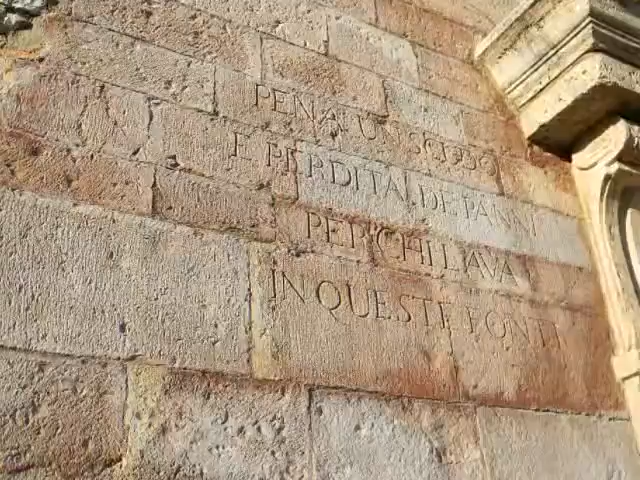 PENA UN SCUDO
E PERDITA DE PANNI
PER CHI LAVA
IN QUESTE FONTI